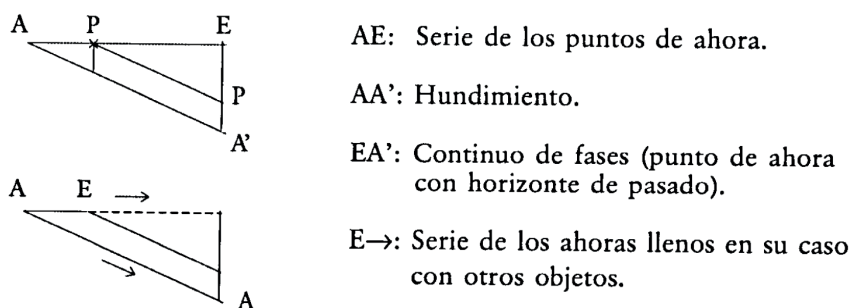 A P E
P
A'
A E
A
AE: Serie de los puntos de ahora.
AA': Hundimiento.
EA': Continuo de fases (punto de ahora
con horizonte de pasado).
E→: Serie de los ahoras llenos en su caso
con otros objetos.